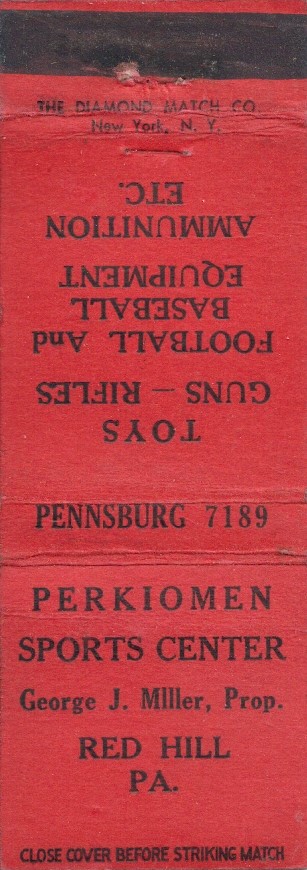 THE DIAMOND MATCH CO.
New York, N. Y.
TOYS
GUNS – RIFLES
FOOTBALL And
BASEBALL
EQUIPMENT
AMMUNITION
ETC.
PENNSBURG 7189
PERKIOMEN
SPORTS CENTER
George J. Miller, Prop.
RED HILL
PA.
CLOSE COVER BEFORE STRIKING MATCH